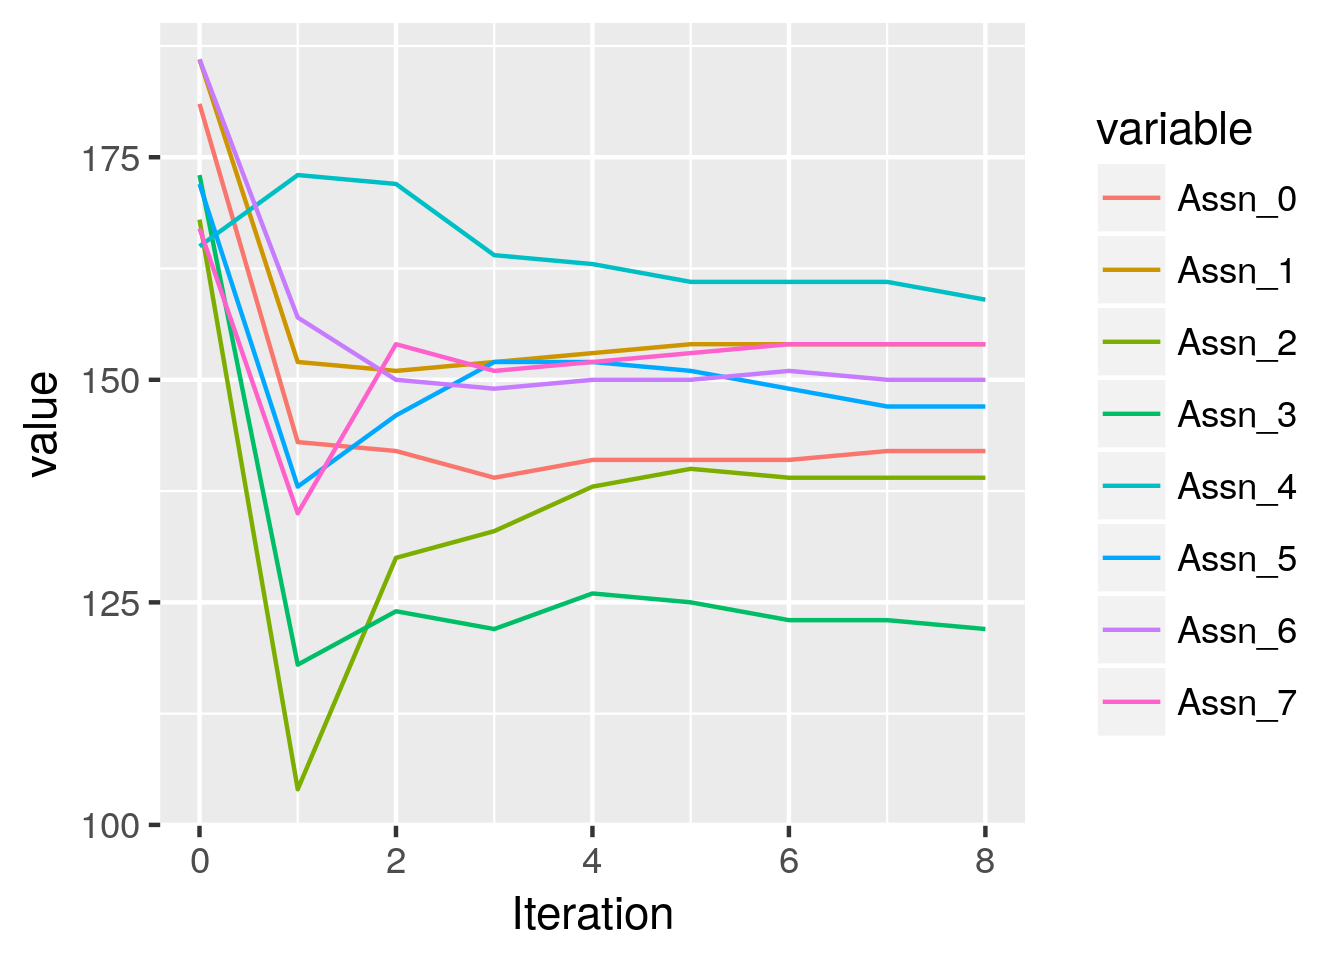 175
150
125
100
0 2 4 6 8
Iteration
value
variable
Assn_0
Assn_1
Assn_2
Assn_3
Assn_4
Assn_5
Assn_6
Assn_7